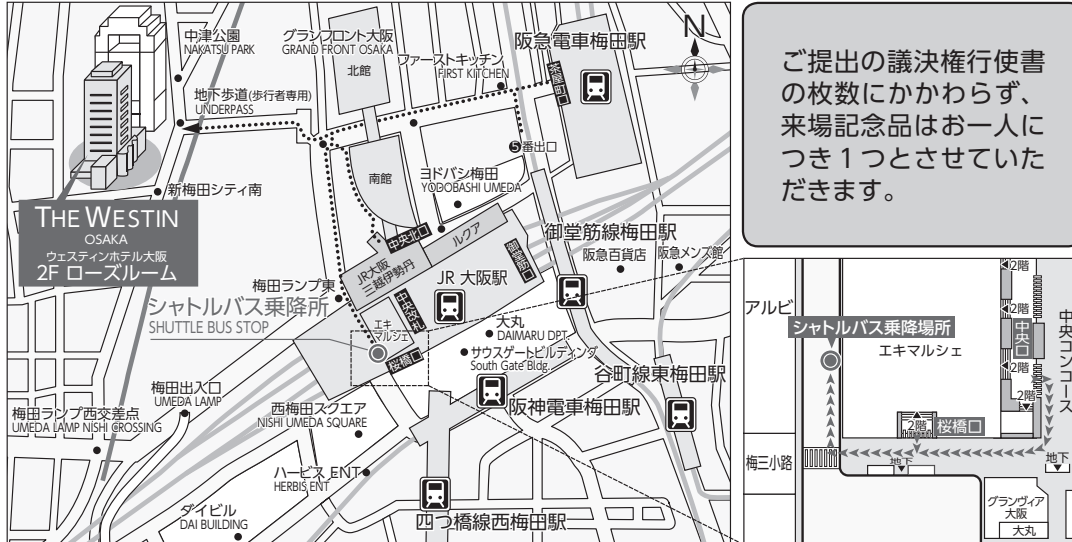 中津公園
NAKATSU PARK
グランフロント大阪
GRAND FRONT OSAKA
北館
ファーストキッチン
FIRST KITCHEN
阪急電車梅田駅
茶屋町口
N
地下歩道(歩行者専用)
UNDERPASS
❺番出口
南館
ヨドバシ梅田
YODOBASHI UMEDA
新梅田シティ南
THE WESTIN
OSAKA
ウェスティンホテル大阪
2F ローズルーム
中央北口
ルクア
御堂筋線梅田駅
阪急百貨店
阪急メンズ館
御堂筋口
JR大阪
三越伊勢丹
JR 大阪駅
梅田ランプ東
シャトルバス乗降所
SHUTTLE BUS STOP
エキ
マルシェ
中央改札
桜橋口
大丸
DAIMARU DPT.
サウスゲートビルディング
South Gate Bldg.
谷町線東梅田駅
阪神電車梅田駅
梅田出入口
UMEDA LAMP
梅田ランプ西交差点
UMEDA LAMP NISHI CROSSING
西梅田スクエア
NISHI UMEDA SQUARE
ハービス ENT
HERBIS ENT
ダイビル
DAI BUILDING
四つ橋線西梅田駅
ご提出の議決権行使書
の枚数にかかわらず、
来場記念品はお一人に
つき1つとさせていた
だきます。
アルビ
シャトルバス乗降場所
エキマルシェ
2階
2階
中央口
2階
2階
中央コンコース
2階
桜橋口
梅三小路
地下
地下
グランヴィア
大阪
大丸